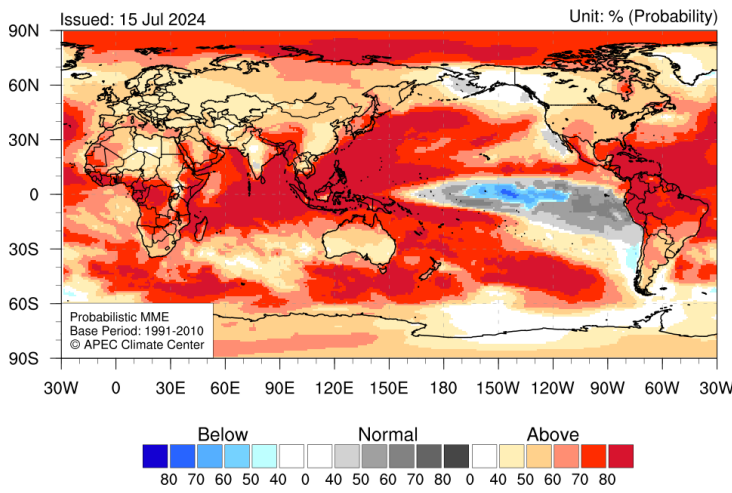 Issued: 15 Jul 2024 Unit: % (Probability)
90N
60N
30N
0
30S
60S
90S
Probabilistic MME
Base Period: 1991-2010
© APEC Climate Center
30W 0 30E 60E 90E 120E 150E 180 150W 120W 90W 60W 30W
Below Normal Above
80 70 60 50 40 0 40 50 60 70 80 0 40 50 60 70 80